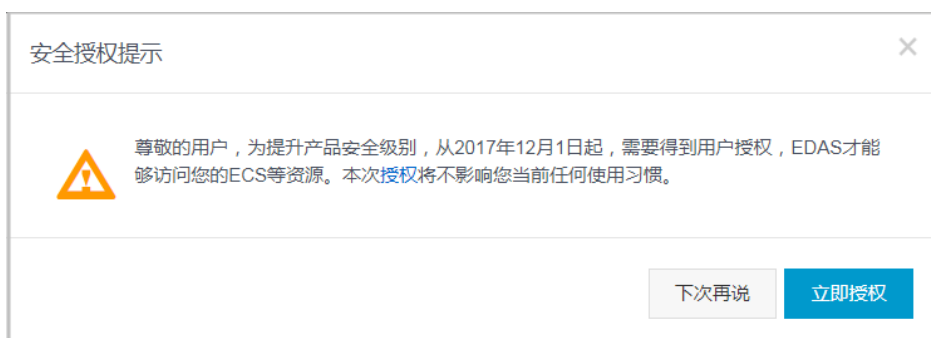 安全授权提示
尊敬的用户，为提升产品安全级别，从2017年12月1日起，需要得到用户授权，EDAS才能
够访问您的ECS等资源。本次授权将不影响您当前任何使用习惯。
下次再说
立即授权